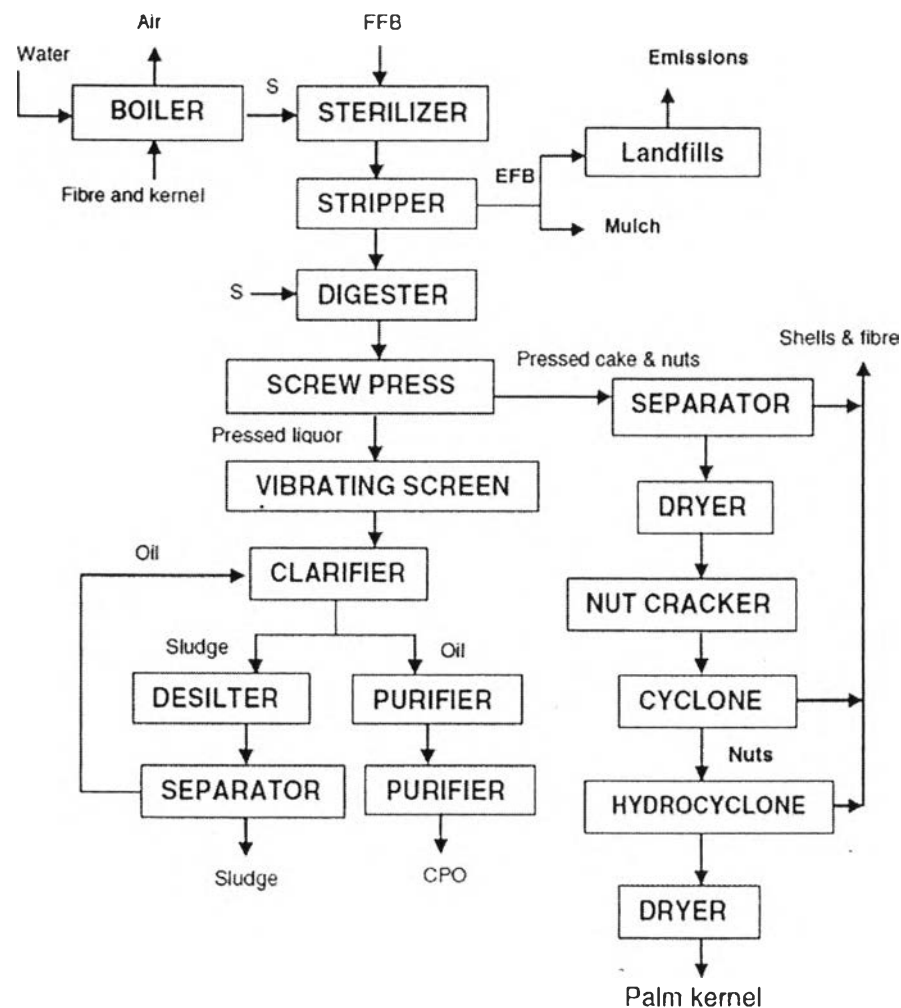 Air
FFB
Water
Emissions
S
BOILER
STERILIZER
Landfills
EFB
Fibre and kernel
STRIPPER
Mulch
S
DIGESTER
Shells & fibre
Pressed cake & nuts
SCREW PRESS
SEPARATOR
Pressed liquor
VIBRATING SCREEN
DRYER
Oil
CLARIFIER
NUT CRACKER
Sludge
Oil
DESILTER
PURIFIER
CYCLONE
Nuts
SEPARATOR
PURIFIER
HYDROCYCLONE
Sludge
CPO
DRYER
Palm kernel